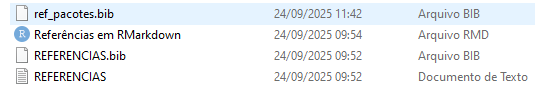 ref_pacotes.bib 24/09/2025 11:42 Arquivo BIB
R Referências em RMarkdown 24/09/2025 09:54 Arquivo RMD
REFERENCIAS.bib 24/09/2025 09:52 Arquivo BIB
REFERENCIAS 24/09/2025 09:52 Documento de Texto